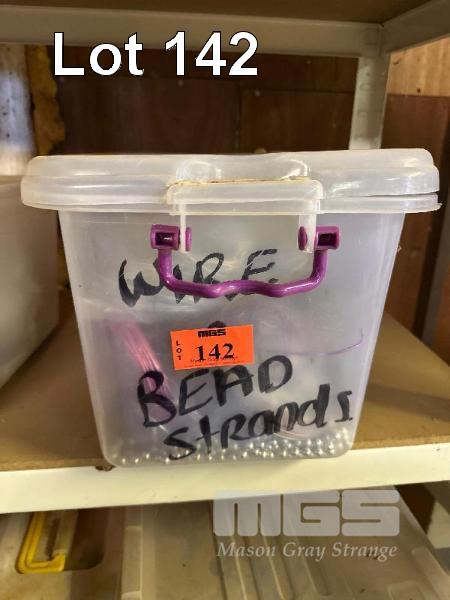 Lot 142
WIRE
MGS
LOT
142
BEAD
Strands
MGS
Mason Gray Strange